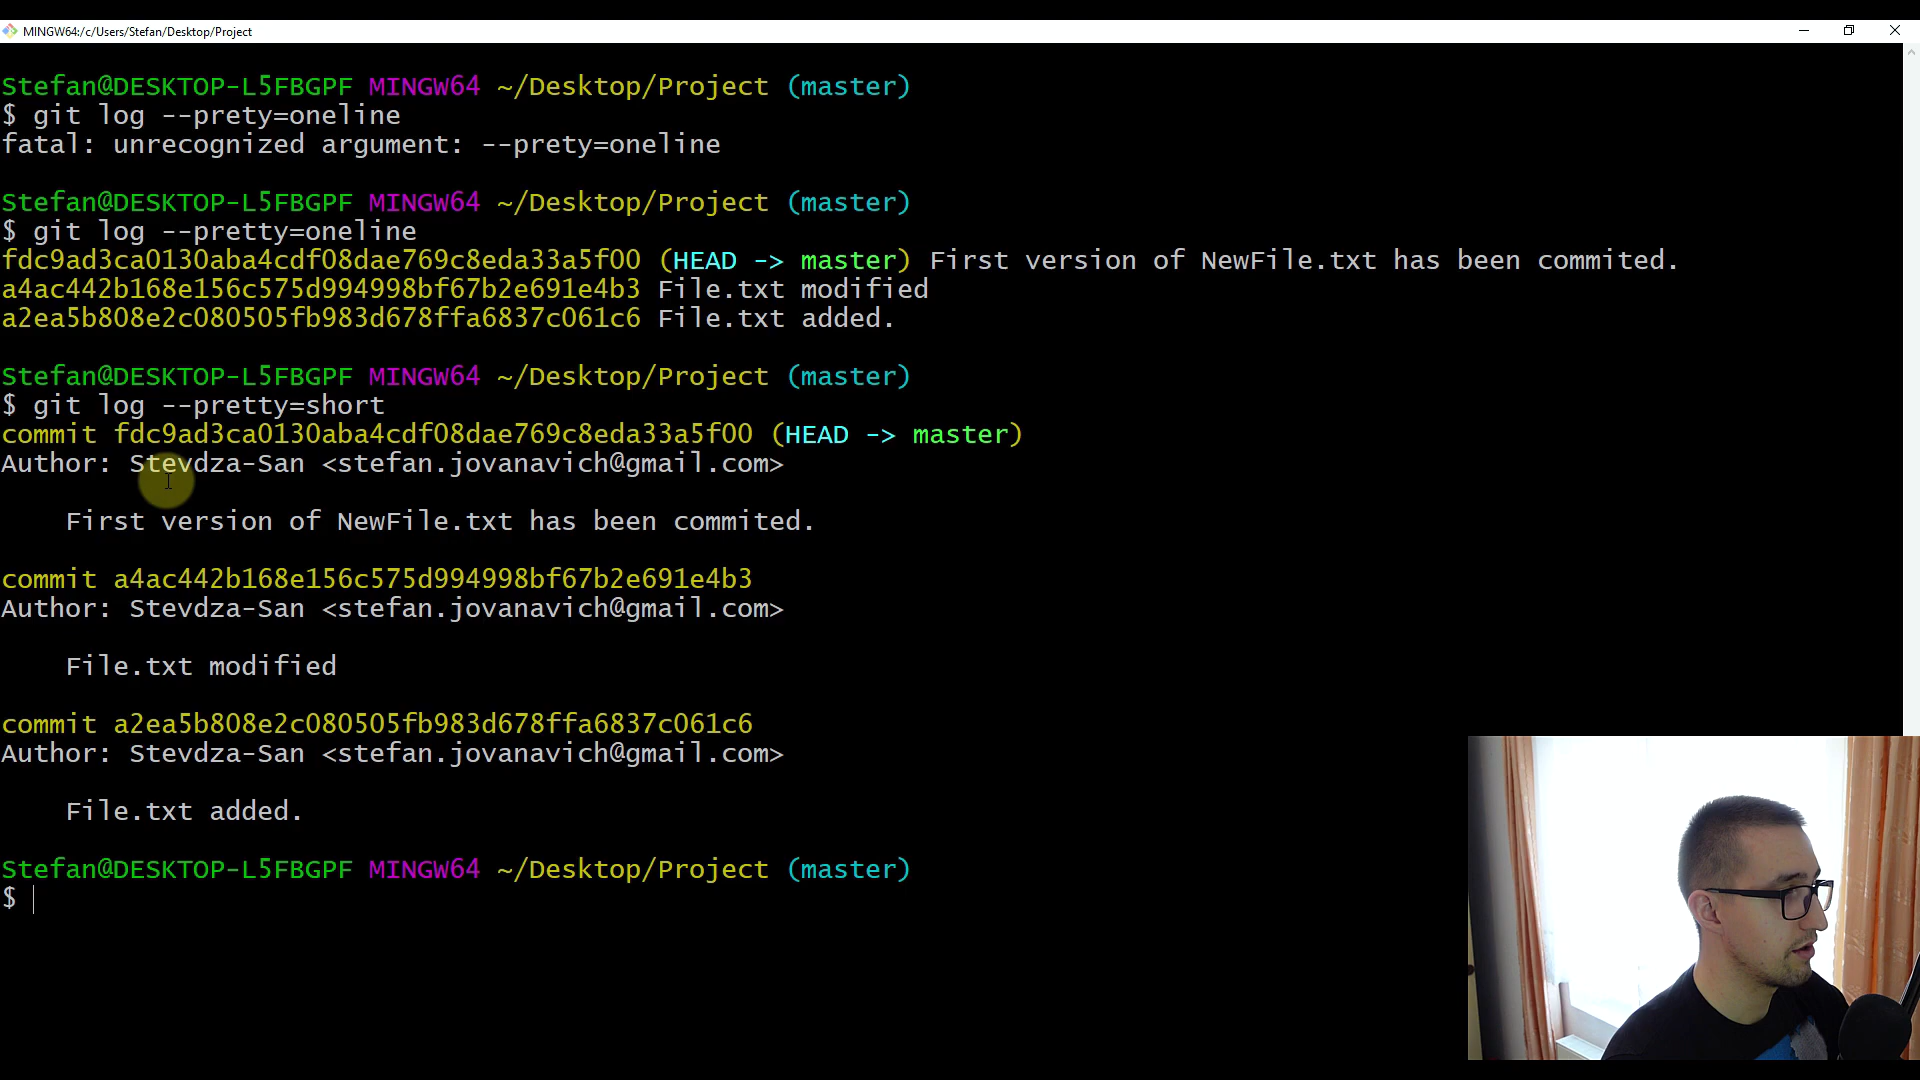 MINGW64:/c/Users/Stefan/Desktop/Project
Stefan@DESKTOP-L5FBGPF MINGW64 ~/Desktop/Project (master)
$ git log --prety=oneline
fatal: unrecognized argument: --prety=oneline
Stefan@DESKTOP-L5FBGPF MINGW64 ~/Desktop/Project (master)
$ git log --pretty=oneline
fdc9ad3ca0130aba4cdf08dae769c8eda33a5f00 (HEAD -> master) First version of NewFile.txt has been commited.
a4ac442b168e156c575d994998bf67b2e691e4b3 File.txt modified
a2ea5b808e2c080505fb983d678ffa6837c061c6 File.txt added.
Stefan@DESKTOP-L5FBGPF MINGW64 ~/Desktop/Project (master)
$ git log --pretty=short
commit fdc9ad3ca0130aba4cdf08dae769c8eda33a5f00 (HEAD -> master)
Author: Stevdza-San <stefan.jovanavich@gmail.com>
First version of NewFile.txt has been commited.
commit a4ac442b168e156c575d994998bf67b2e691e4b3
Author: Stevdza-San <stefan.jovanavich@gmail.com>
File.txt modified
commit a2ea5b808e2c080505fb983d678ffa6837c061c6
Author: Stevdza-San <stefan.jovanavich@gmail.com>
File.txt added.
Stefan@DESKTOP-L5FBGPF MINGW64 ~/Desktop/Project (master)
$